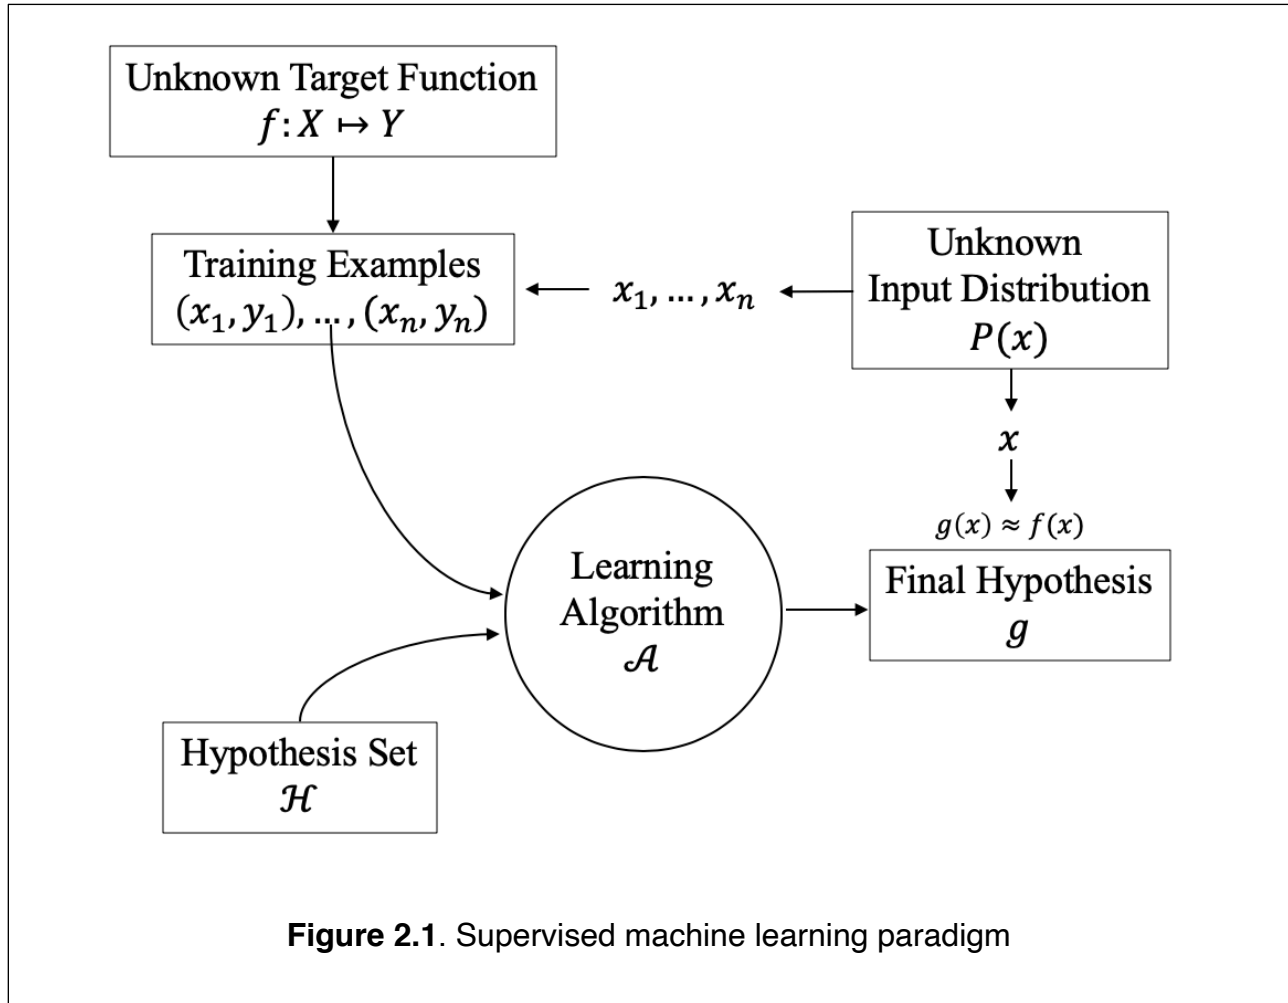 Unknown Target Function
f: X ↦ Y
Training Examples
(x₁, y₁), … , (xₙ, yₙ)
x₁, … , xₙ
Unknown
Input Distribution
P(x)
x
g(x) ≈ f(x)
Learning
Algorithm
𝒜
Final Hypothesis
g
Hypothesis Set
ℋ
Figure 2.1. Supervised machine learning paradigm